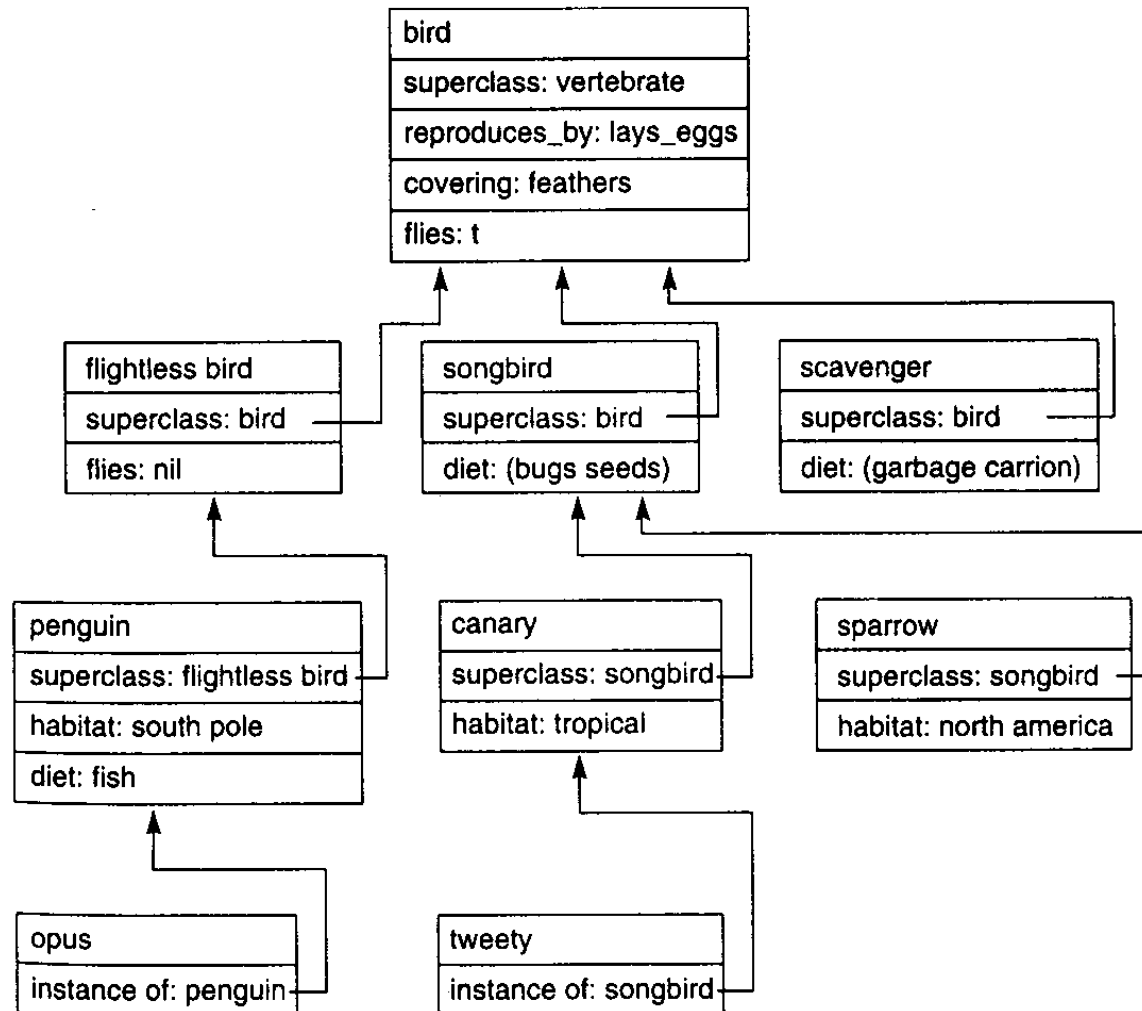 bird
superclass: vertebrate
reproduces_by: lays_eggs
covering: feathers
flies: t
flightless bird
superclass: bird
flies: nil
songbird
superclass: bird
diet: (bugs seeds)
scavenger
superclass: bird
diet: (garbage carrion)
penguin
superclass: flightless bird
habitat: south pole
diet: fish
canary
superclass: songbird
habitat: tropical
sparrow
superclass: songbird
habitat: north america
opus
instance of: penguin
tweety
instance of: songbird